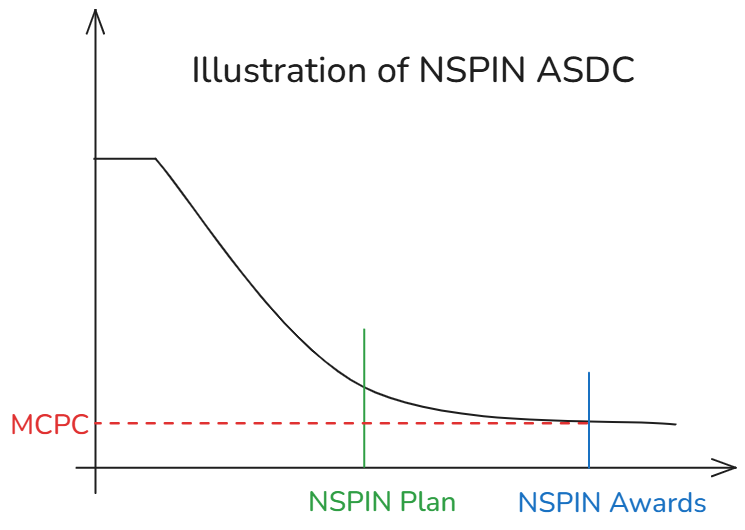 Illustration of NSPIN ASDC
MCPC
NSPIN Plan
NSPIN Awards